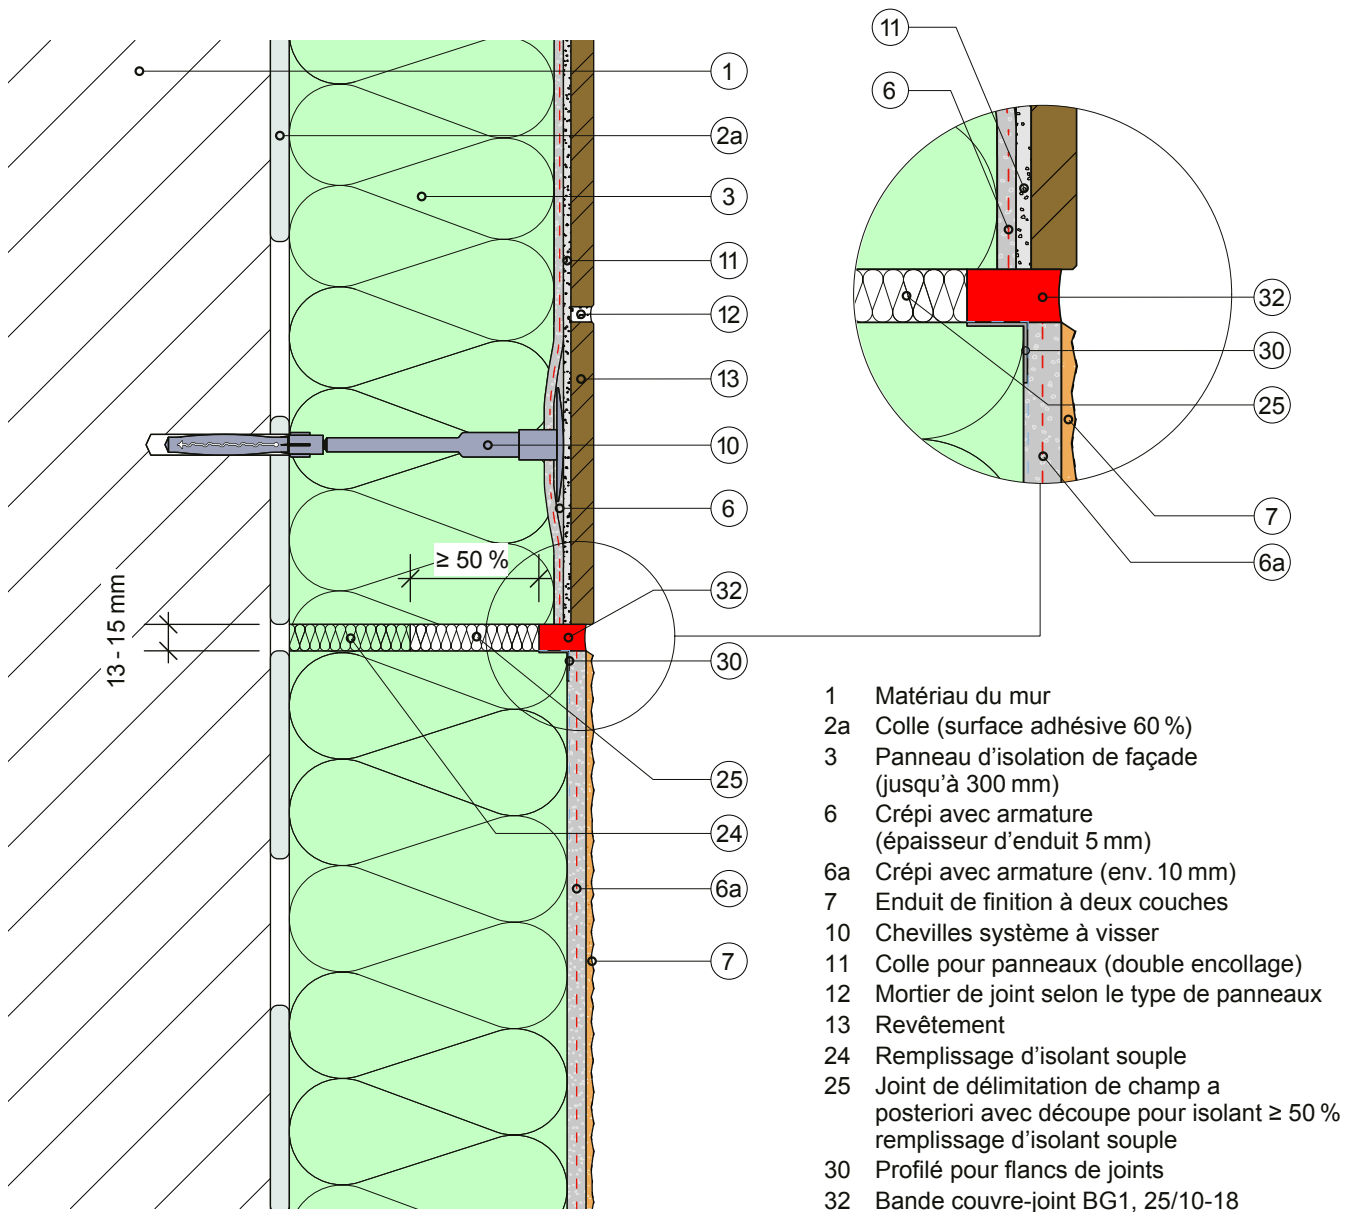 11
6
1
2a
3
11
12
13
10
6
≥ 50 %
32
13 - 15 mm
30
25
24
6a
7
32
30
25
7
6a
1 Matériau du mur
2a Colle (surface adhésive 60 %)
3 Panneau d’isolation de façade
(jusqu’à 300 mm)
6 Crépi avec armature
(épaisseur d’enduit 5 mm)
6a Crépi avec armature (env. 10 mm)
7 Enduit de finition à deux couches
10 Chevilles système à visser
11 Colle pour panneaux (double encollage)
12 Mortier de joint selon le type de panneaux
13 Revêtement
24 Remplissage d’isolant souple
25 Joint de délimitation de champ a
posteriori avec découpe pour isolant ≥ 50 %
remplissage d’isolant souple
30 Profilé pour flancs de joints
32 Bande couvre-joint BG1, 25/10-18